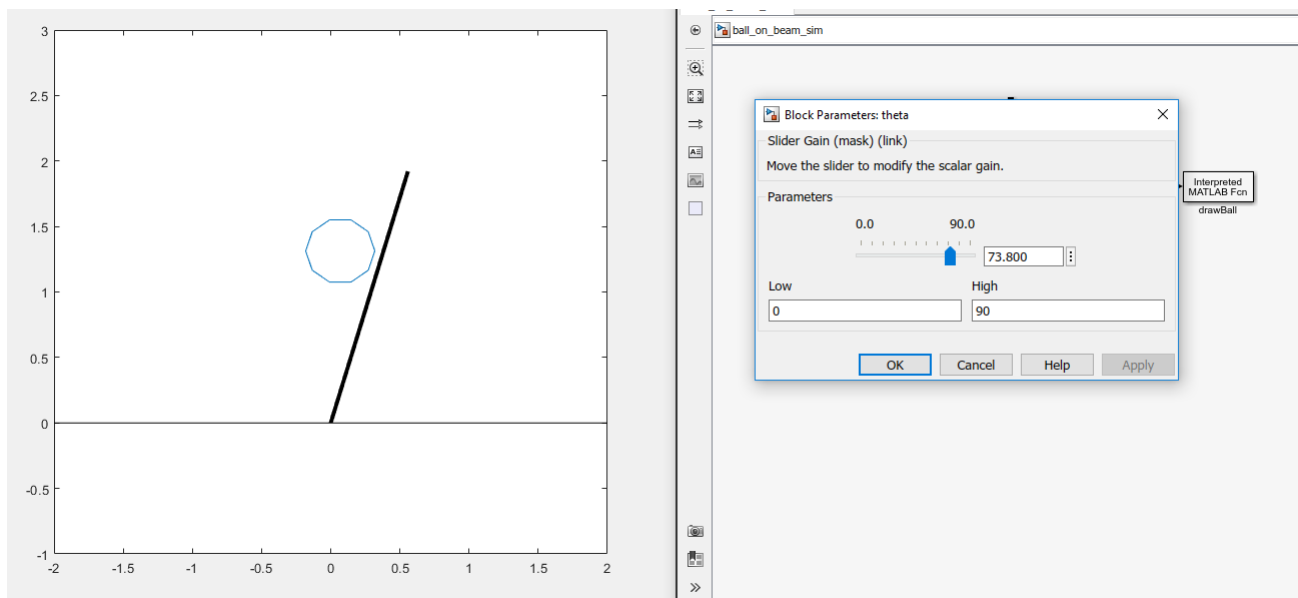 3
2.5
2
1.5
1
0.5
0
-0.5
-1
-2
-1.5
-1
-0.5
0
0.5
1
1.5
2
ball_on_beam_sim
Block Parameters: theta
Slider Gain (mask) (link)
Move the slider to modify the scalar gain.
Parameters
0.0 90.0
73.800
Low High
0 90
OK Cancel Help Apply
Interpreted
MATLAB Fcn
drawBall